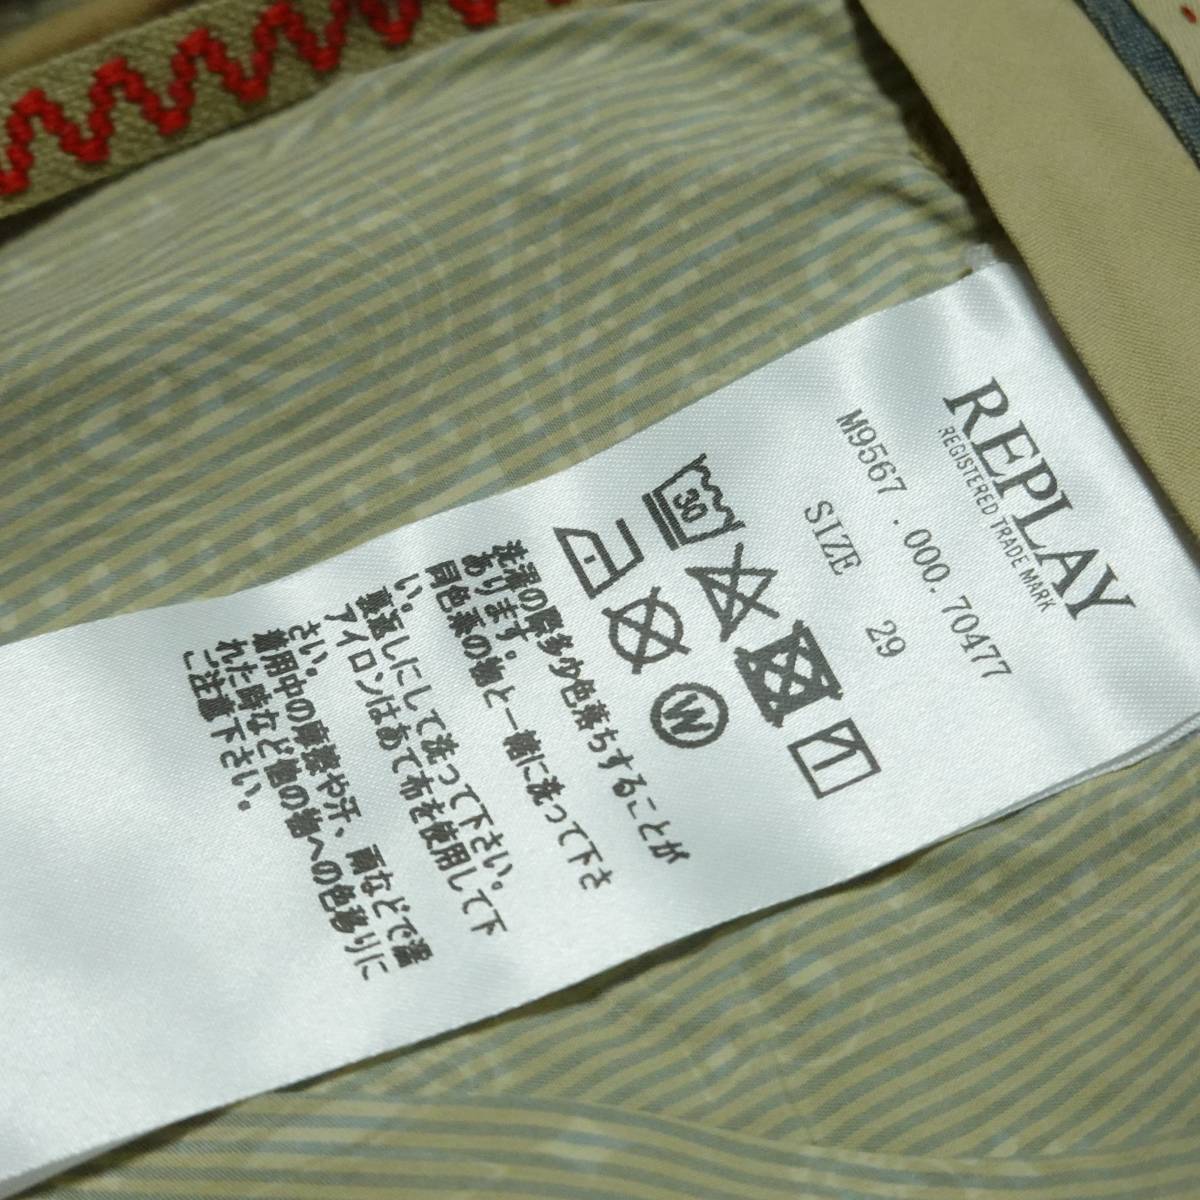 REPLAY
REGISTERED TRADE MARK
M9567 .000.70477
SIZE 29
30
W
洗濯の際多少色落ちすることが
あります。
同色系の物と一緒に洗って下さ
い。
裏返しにして洗って下さい。
アイロンはあて布を使用して下
さい。
着用中の摩擦や汗、雨などで濡
れた時など他の物への色移りに
ご注意下さい。